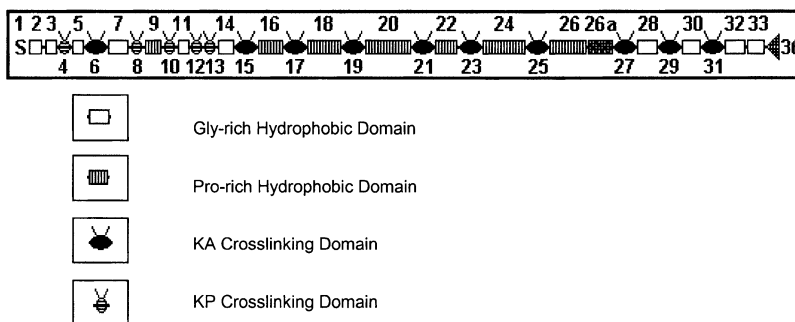 1 2 3 5 7 9 11 14 16 18 20 22 24 26 26a 28 30 32 33
S 36
4 6 8 10 12 13 15 17 19 21 23 25 27 29 31
Gly-rich Hydrophobic Domain
Pro-rich Hydrophobic Domain
KA Crosslinking Domain
KP Crosslinking Domain